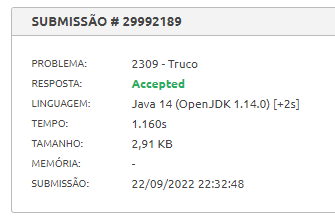 SUBMISSÃO # 29992189
PROBLEMA: 2309 - Truco
RESPOSTA: Accepted
LINGUAGEM: Java 14 (OpenJDK 1.14.0) [+2s]
TEMPO: 1.160s
TAMANHO: 2,91 KB
MEMÓRIA: -
SUBMISSÃO: 22/09/2022 22:32:48